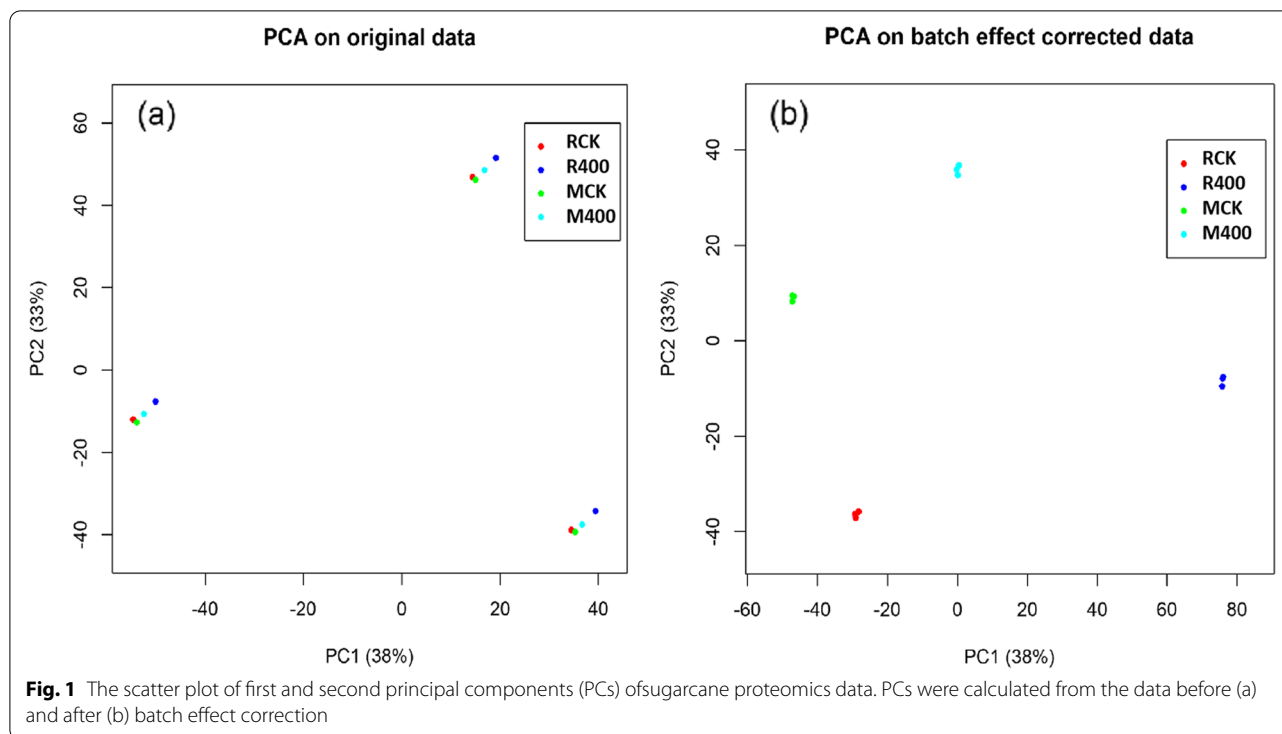 PCA on original data
(a)
RCK
R400
MCK
M400
PC2 (33%)
60
40
20
0
-20
-40
-40
-20
0
20
40
PC1 (38%)
PCA on batch effect corrected data
(b)
RCK
R400
MCK
M400
PC2 (33%)
40
20
0
-20
-40
-60
-40
-20
0
20
40
60
80
PC1 (38%)
Fig. 1 The scatter plot of first and second principal components (PCs) ofsugarcane proteomics data. PCs were calculated from the data before (a)
and after (b) batch effect correction